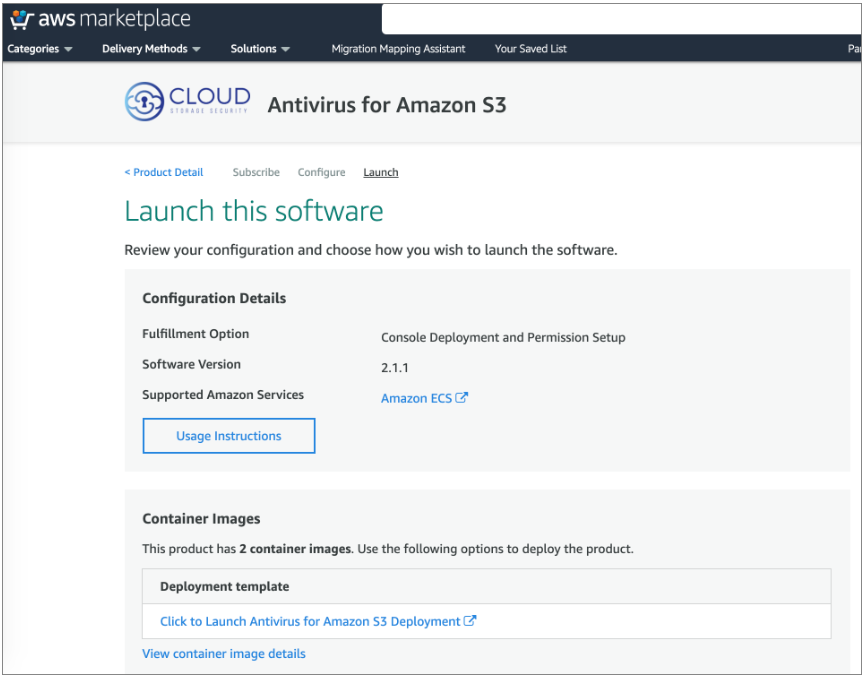 aws marketplace
Categories Delivery Methods Solutions Migration Mapping Assistant Your Saved List Pa
CLOUD
STORAGE SECURITY
Antivirus for Amazon S3
< Product Detail Subscribe Configure Launch
Launch this software
Review your configuration and choose how you wish to launch the software.
Configuration Details
Fulfillment Option Console Deployment and Permission Setup
Software Version 2.1.1
Supported Amazon Services Amazon ECS
Usage Instructions
Container Images
This product has 2 container images. Use the following options to deploy the product.
Deployment template
Click to Launch Antivirus for Amazon S3 Deployment
View container image details